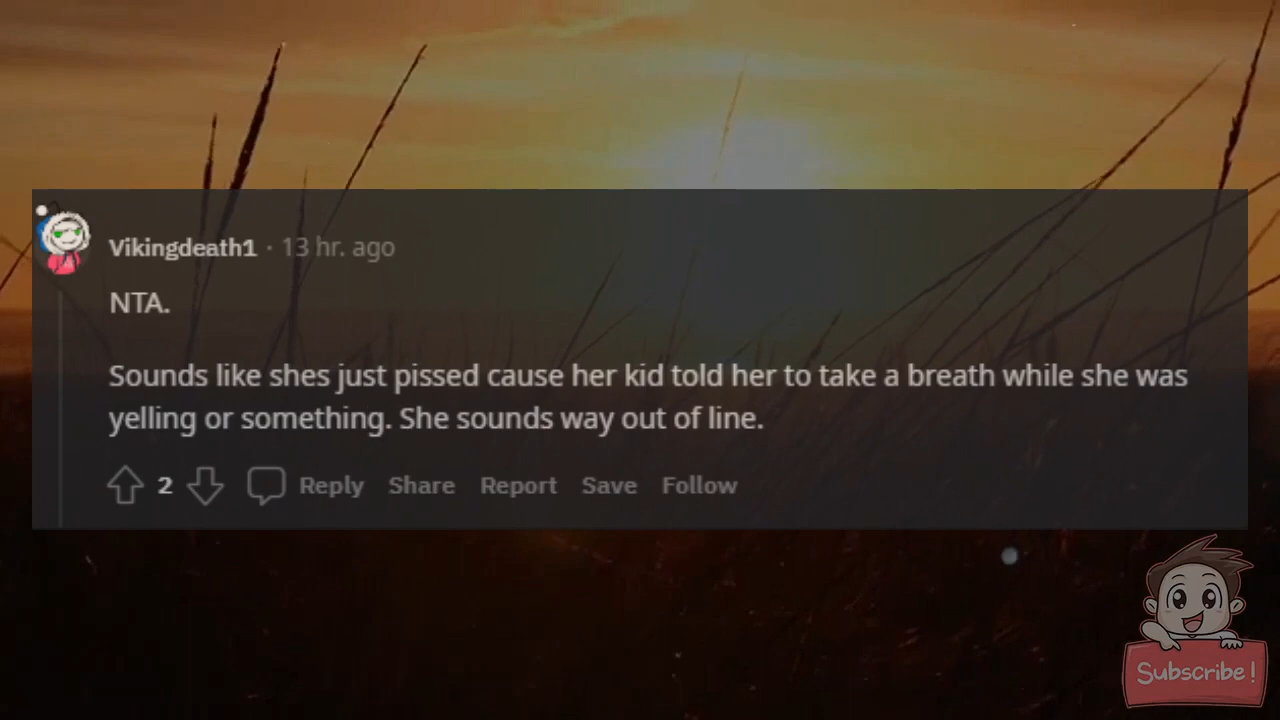 Vikingdeath1 · 13 hr. ago
NTA.
Sounds like shes just pissed cause her kid told her to take a breath while she was
yelling or something. She sounds way out of line.
2 Reply Share Report Save Follow
Subscribe!